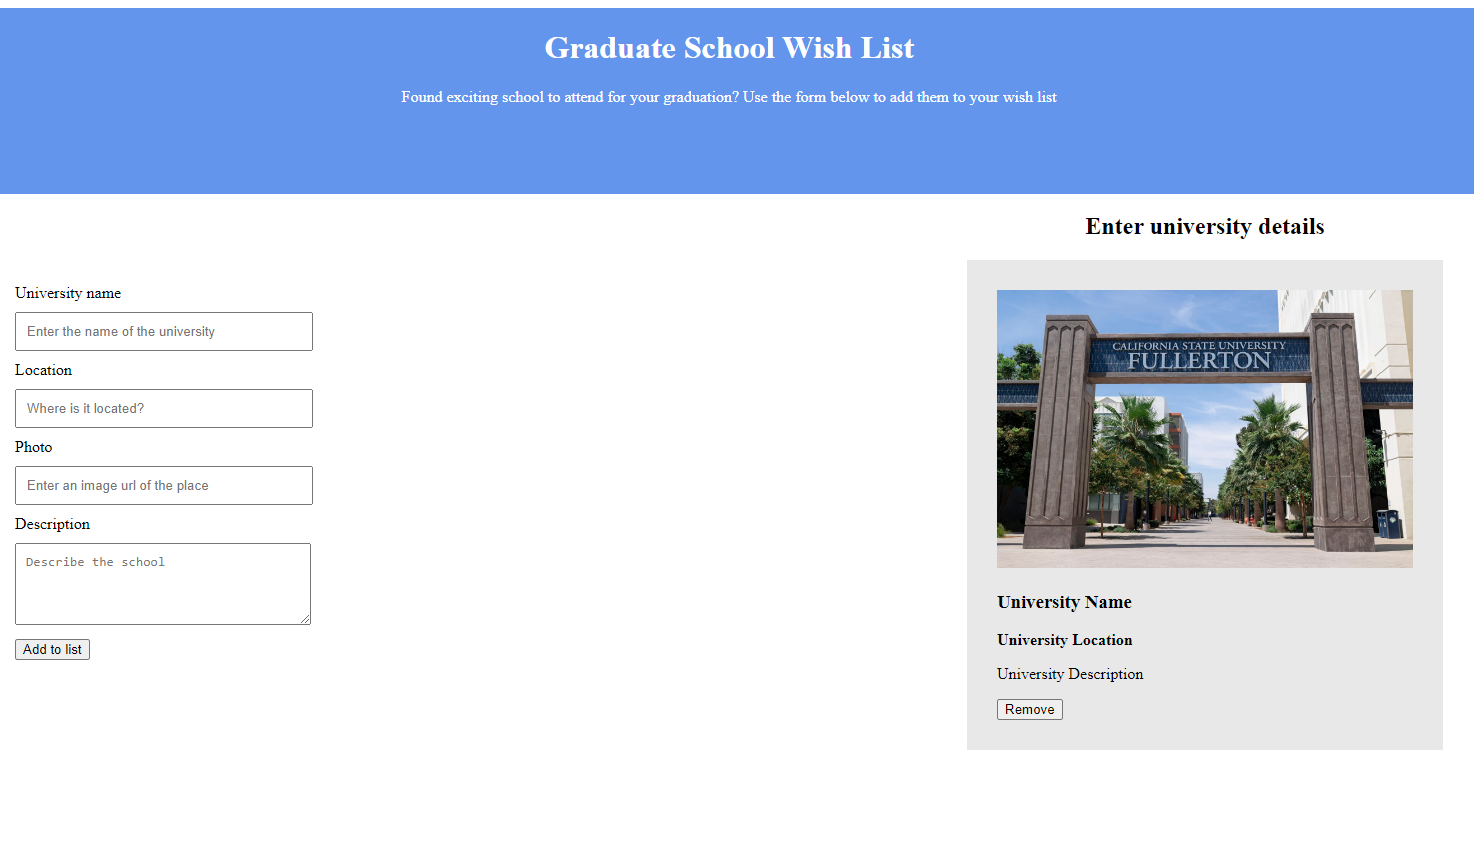 Graduate School Wish List
Found exciting school to attend for your graduation? Use the form below to add them to your wish list
University name
Enter the name of the university
Location
Where is it located?
Photo
Enter an image url of the place
Description
Describe the school
Add to list
Enter university details
CALIFORNIA STATE UNIVERSITY
FULLERTON
University Name
University Location
University Description
Remove